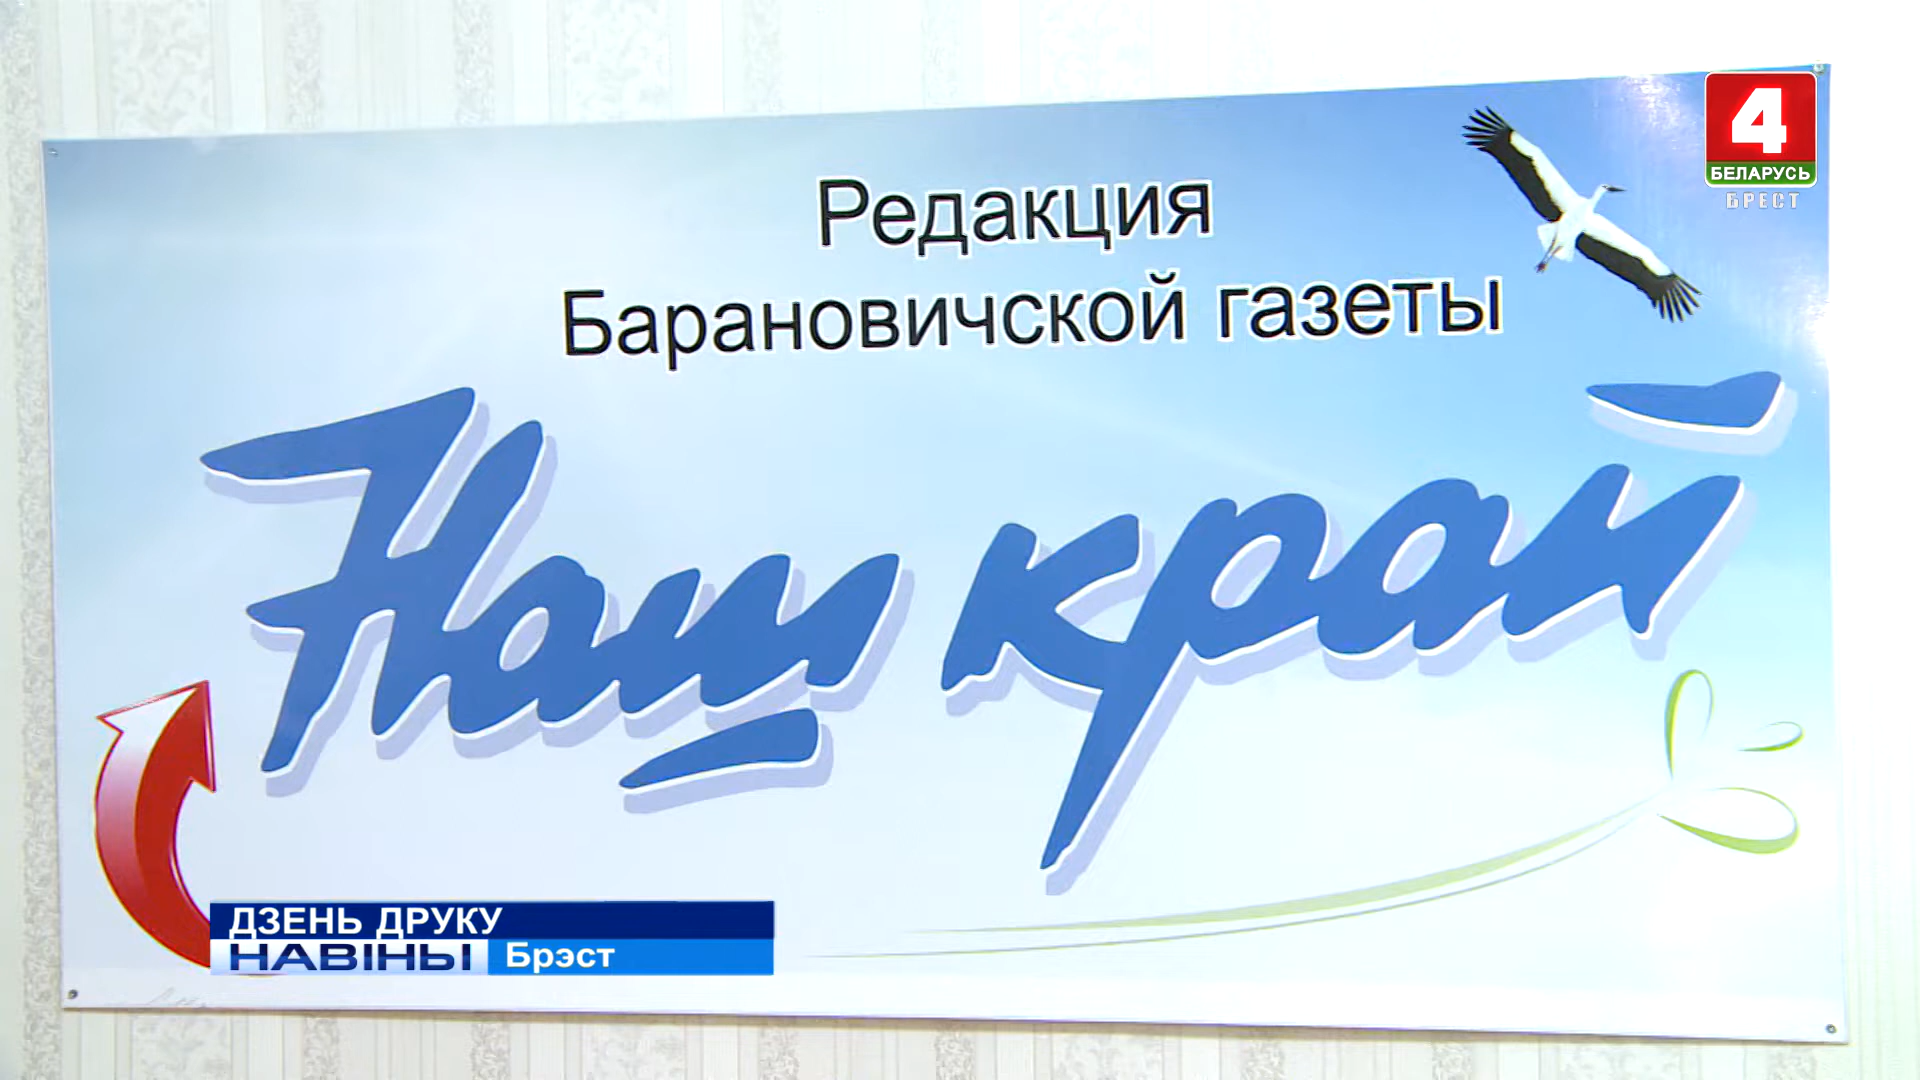 4
БЕЛАРУСЬ
БРЕСТ
Редакция
Барановичской газеты
Наш край
ДЗЕНЬ ДРУКУ
НАВІНЫ Брэст